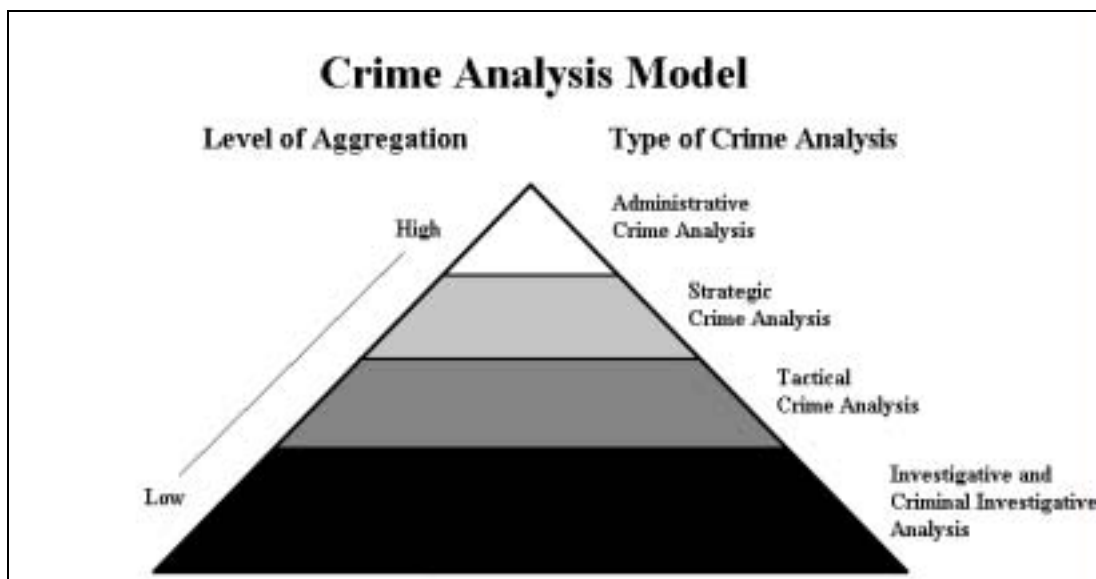 Crime Analysis Model
Level of Aggregation
Type of Crime Analysis
High
Administrative
Crime Analysis
Strategic
Crime Analysis
Tactical
Crime Analysis
Low
Investigative and
Criminal Investigative
Analysis